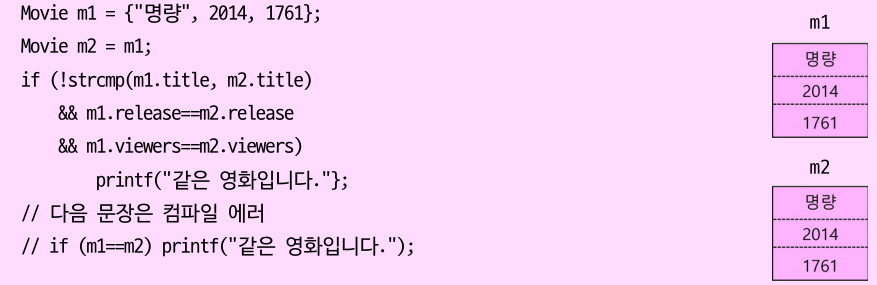 Movie m1 = {"명량", 2014, 1761};
Movie m2 = m1;
if (!strcmp(m1.title, m2.title)
    && m1.release==m2.release
    && m1.viewers==m2.viewers)
        printf("같은 영화입니다."};
// 다음 문장은 컴파일 에러
// if (m1==m2) printf("같은 영화입니다.");
m1
명량
2014
1761
m2
명량
2014
1761